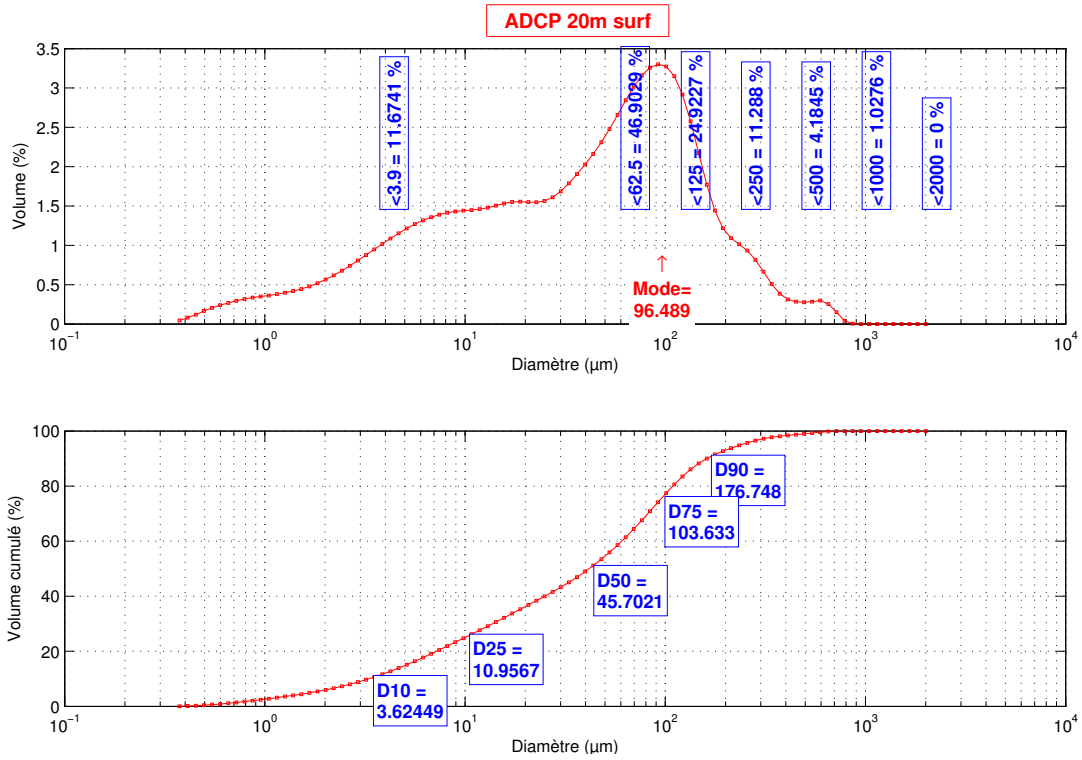 ADCP 20m surf
Volume (%)
3.5
3
2.5
2
1.5
1
0.5
0
<3.9 = 11.6741 %
<62.5 = 46.9029 %
<125 = 24.9227 %
<250 = 11.288 %
<500 = 4.1845 %
<1000 = 1.0276 %
<2000 = 0 %
↑
Mode=
96.489
10⁻¹ 10⁰ 10¹ 10² 10³ 10⁴
Diamètre (µm)
Volume cumulé (%)
100
80
60
40
20
0
D90 =
176.748
D75 =
103.633
D50 =
45.7021
D25 =
10.9567
D10 =
3.62449
10⁻¹ 10⁰ 10¹ 10² 10³ 10⁴
Diamètre (µm)